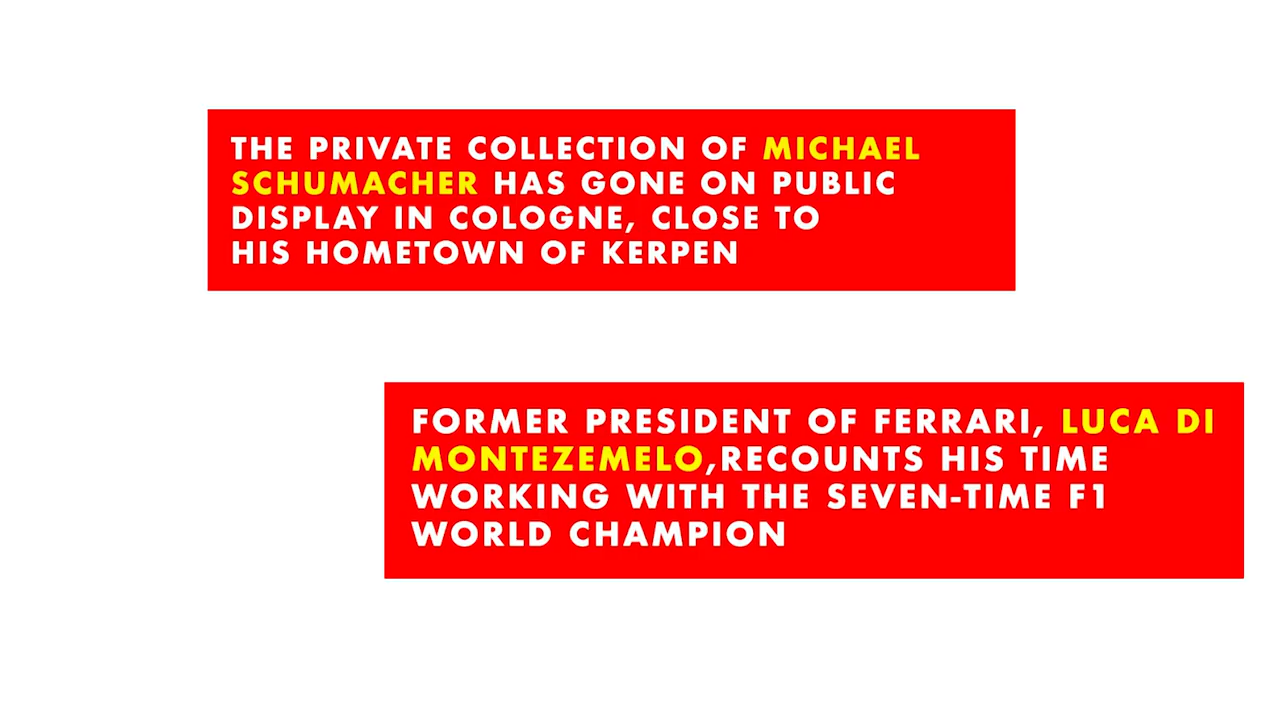 THE PRIVATE COLLECTION OF MICHAEL
SCHUMACHER HAS GONE ON PUBLIC
DISPLAY IN COLOGNE, CLOSE TO
HIS HOMETOWN OF KERPEN
FORMER PRESIDENT OF FERRARI, LUCA DI
MONTEZEMELO,RECOUNTS HIS TIME
WORKING WITH THE SEVEN-TIME F1
WORLD CHAMPION